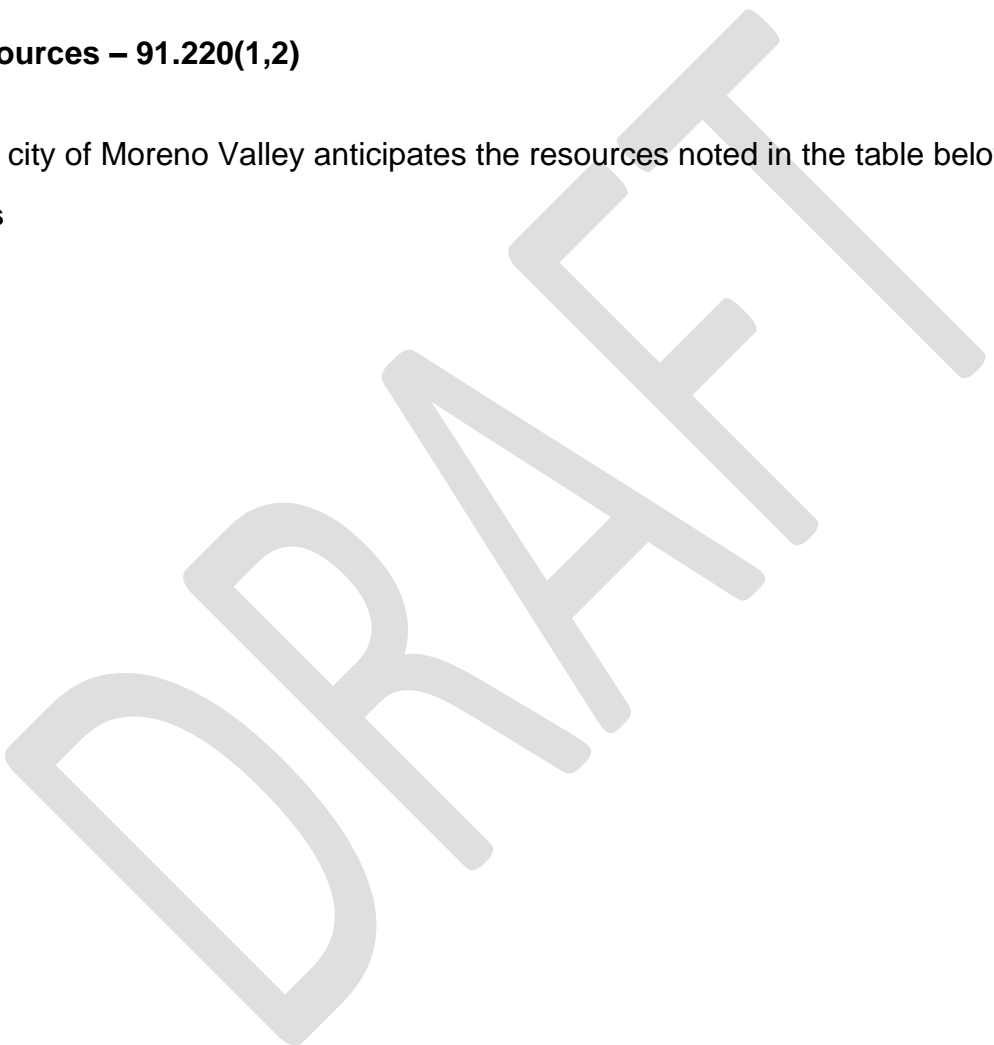 ources – 91.220(1,2)
city of Moreno Valley anticipates the resources noted in the table belo
s
DRAFT